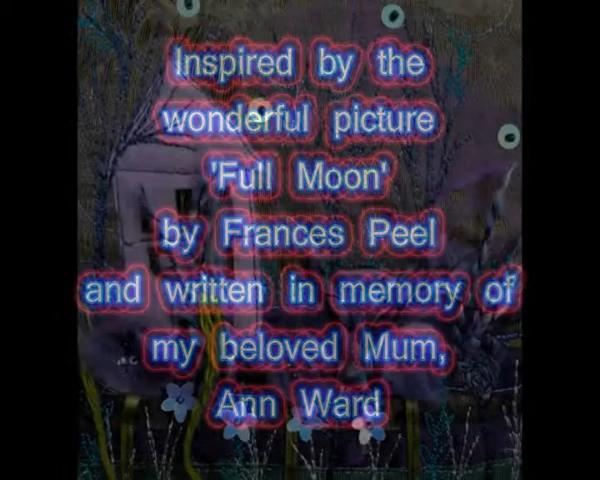 Inspired by the
wonderful picture
'Full Moon'
by Frances Peel
and written in memory of
my beloved Mum,
Ann Ward